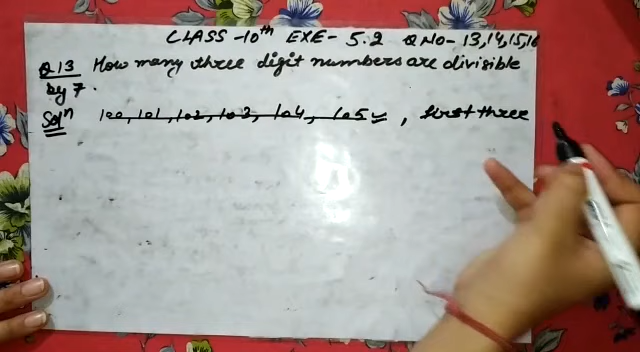 CLASS -10th EXE- 5.2 Q NO- 13,14,15,16
Q13 How many three digit numbers are divisible
by 7.
Solⁿ 100, 101, 102, 103, 104, 105, first three